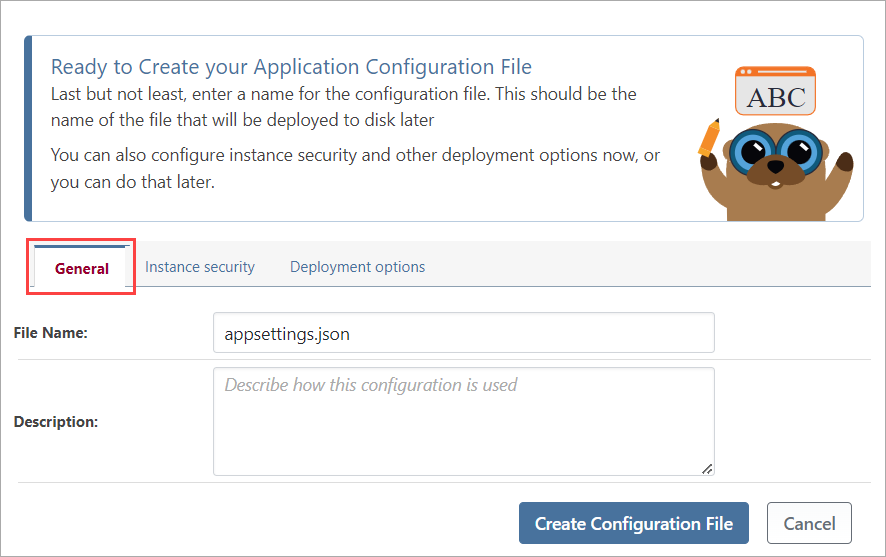 Ready to Create your Application Configuration File
Last but not least, enter a name for the configuration file. This should be the
name of the file that will be deployed to disk later
You can also configure instance security and other deployment options now, or
you can do that later.
ABC
General
Instance security
Deployment options
File Name:
appsettings.json
Description:
Describe how this configuration is used
Create Configuration File
Cancel